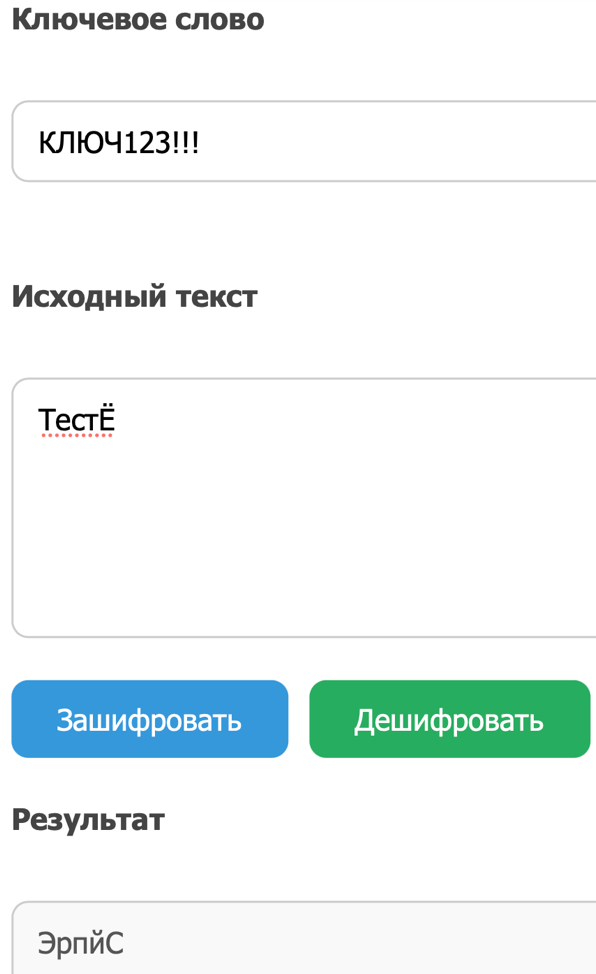 Ключевое слово
КЛЮЧ123!!!
Исходный текст
ТестЁ
Зашифровать Дешифровать
Результат
ЭрпйС